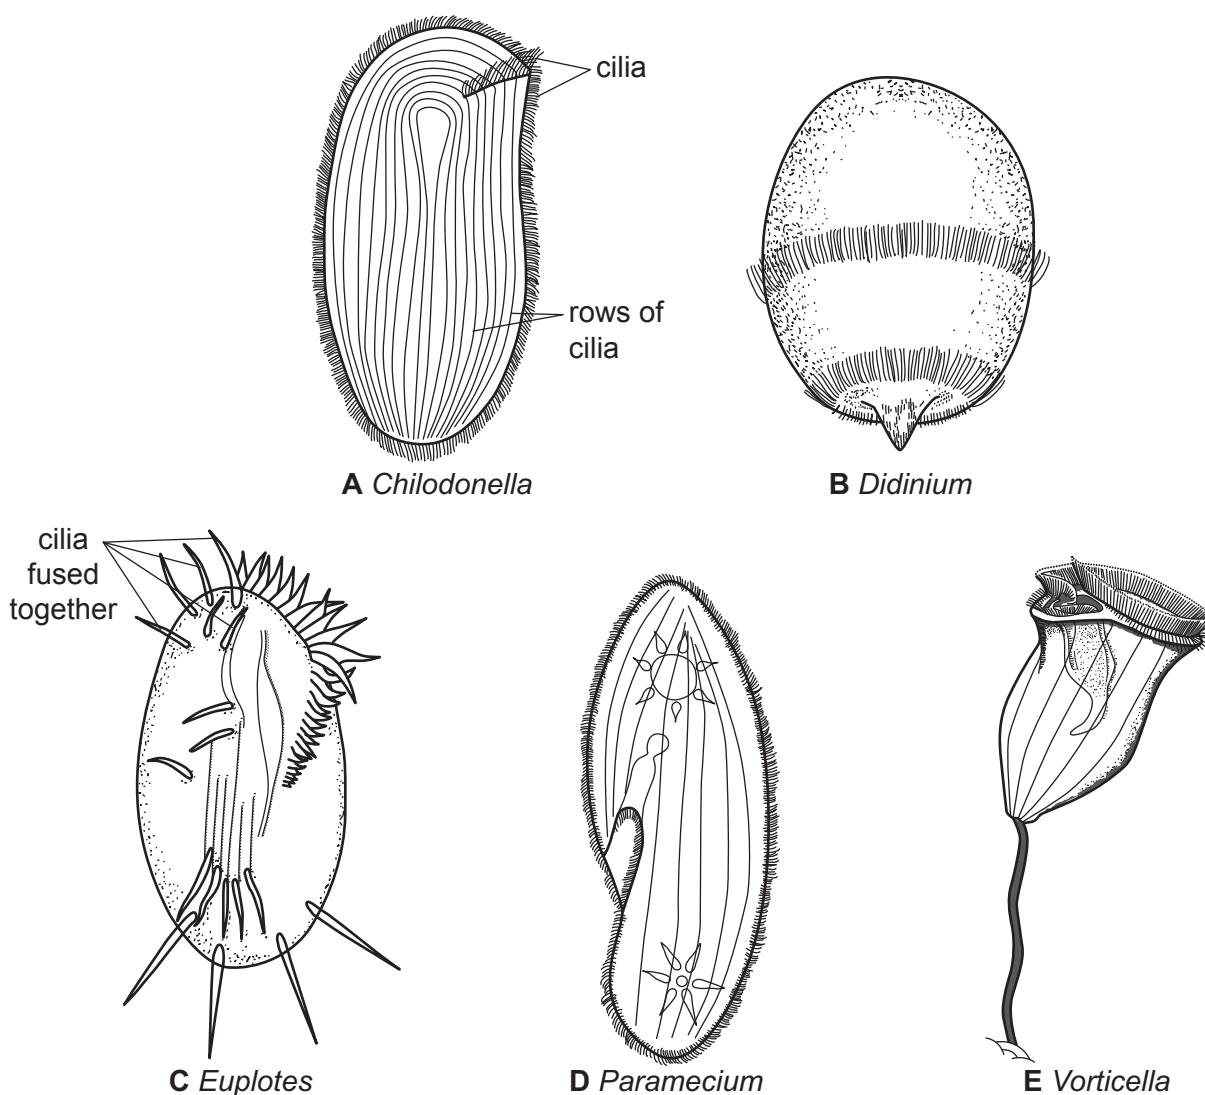 cilia
rows of
cilia
A Chilodonella
B Didinium
cilia
fused
together
C Euplotes
D Paramecium
E Vorticella